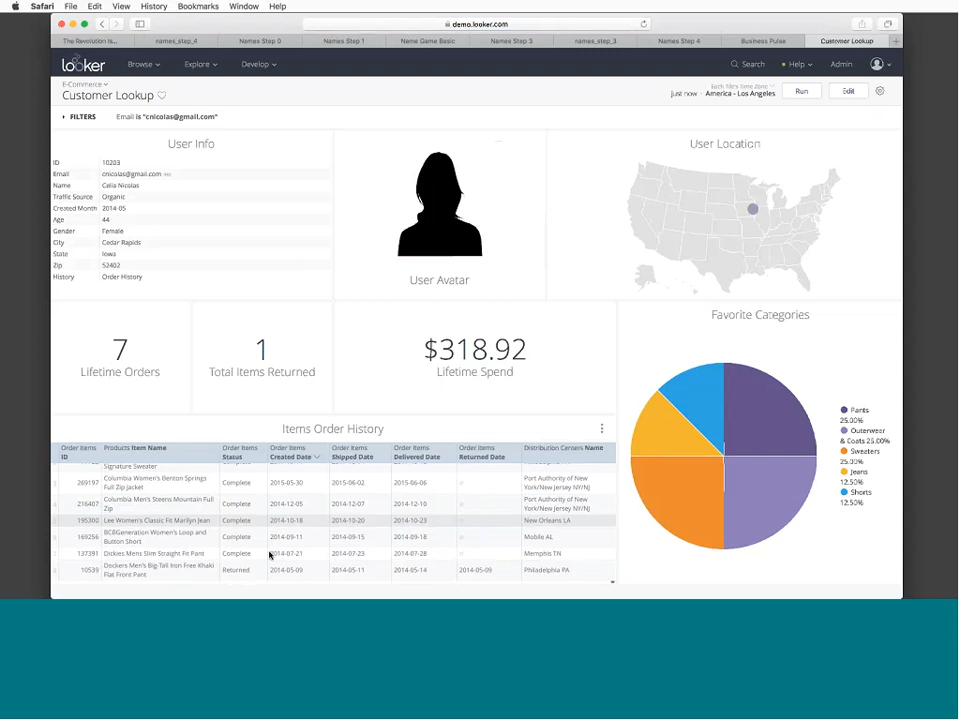 Safari File Edit View History Bookmarks Window Help
demo.looker.com
The Revolution Is... names_step_4 Names Step 0 Names Step 1 Name Game Basic Names Step 3 names_step_3 Names Step 4 Business Pulse Customer Lookup
looker Browse Explore Develop Search Help Admin
E-Commerce
Customer Lookup
just now · America - Los Angeles Run Edit
FILTERS Email is "cnicolas@gmail.com"
User Info
ID 10203
Email cnicolas@gmail.com
Name Celia Nicolas
Traffic Source Organic
Created Month 2014-05
Age 44
Gender Female
City Cedar Rapids
State Iowa
Zip 52402
History Order History
User Avatar
User Location
7
Lifetime Orders
1
Total Items Returned
$318.92
Lifetime Spend
Favorite Categories
Pants
25.00%
Outerwear
& Coats 25.00%
Sweaters
25.00%
Jeans
12.50%
Shorts
12.50%
Items Order History
Order Items ID Products Item Name Order Items Status Order Items Created Date Order Items Shipped Date Order Items Delivered Date Order Items Returned Date Distribution Centers Name
Signature Sweater
269197 Columbia Women's Benton Springs Full Zip Jacket Complete 2015-05-30 2015-06-02 2015-06-06 Port Authority of New York/New Jersey NY/NJ
216407 Columbia Men's Steens Mountain Full Zip Complete 2014-12-05 2014-12-07 2014-12-10 Port Authority of New York/New Jersey NY/NJ
195300 Lee Women's Classic Fit Marilyn Jean Complete 2014-10-18 2014-10-20 2014-10-23 New Orleans LA
169256 BCBGeneration Women's Loop and Button Short Complete 2014-09-11 2014-09-15 2014-09-18 Mobile AL
137391 Dickies Mens Slim Straight Fit Pant Complete 2014-07-21 2014-07-23 2014-07-28 Memphis TN
10539 Dockers Men's Big-Tall Iron Free Khaki Flat Front Pant Returned 2014-05-09 2014-05-11 2014-05-14 2014-05-09 Philadelphia PA